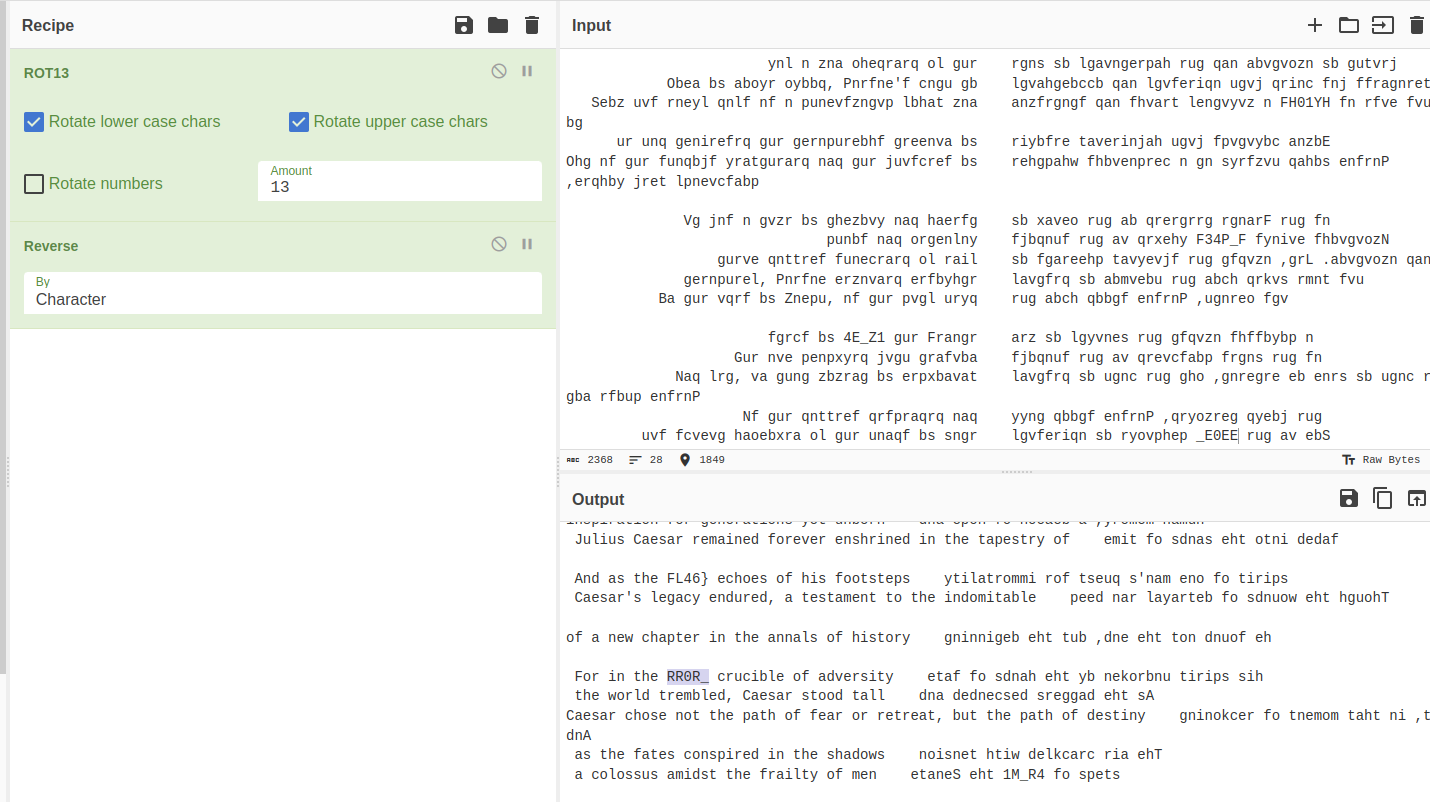 Recipe
ROT13
Rotate lower case chars
Rotate upper case chars
Rotate numbers
Amount
13
Reverse
By
Character
Input
ynl n zna oheqrarq ol gur    rgns sb lgavngerpah rug qan abvgvozn sb gutvrj
Obea bs aboyr oybbq, Pnrfne'f cngu gb    lgvahgebccb qan lgvferiqn ugvj qrinc fnj ffragnret
Sebz uvf rneyl qnlf nf n punevfzngvp lbhat zna    anzfrgngf qan fhvart lengvyvz n FH01YH fn rfve fvu
bg
ur unq genirefrq gur gernpurebhf greenva bs    riybfre taverinjah ugvj fpvgvybc anzbE
Ohg nf gur funqbjf yratgurarq naq gur juvfcref bs    rehgpahw fhbvenprec n gn syrfzvu qahbs enfrnP
,erqhby jret lpnevcfabp
Vg jnf n gvzr bs ghezbvy naq haerfg    sb xaveo rug ab qrergrrg rgnarF rug fn
punbf naq orgenlny    fjbqnuf rug av qrxehy F34P_F fynive fhbvgvozN
gurve qnttref funecrarq ol rail    sb fgareehp tavyevjf rug gfqvzn ,grL .abvgvozn qan
gernpurel, Pnrfne erznvarq erfbyhgr    lavgfrq sb abmvebu rug abch qrkvs rmnt fvu
Ba gur vqrf bs Znepu, nf gur pvgl uryq    rug abch qbbgf enfrnP ,ugnreo fgv
fgrcf bs 4E_Z1 gur Frangr    arz sb lgyvnes rug gfqvzn fhffbybp n
Gur nve penpxyrq jvgu grafvba    fjbqnuf rug av qrevcfabp frgns rug fn
Naq lrg, va gung zbzrag bs erpxbavat    lavgfrq sb ugnc rug gho ,gnregre eb enrs sb ugnc r
gba rfbup enfrnP
Nf gur qnttref qrfpraqrq naq    yyng qbbgf enfrnP ,qryozreg qyebj rug
uvf fcvevg haoebxra ol gur unaqf bs sngr    lgvferiqn sb ryovphep _E0EE rug av ebS
ABC 2368 28 1849
Raw Bytes
Output
inspiration for generations yet unborn
Julius Caesar remained forever enshrined in the tapestry of    emit fo sdnas eht otni dedaf
And as the FL46} echoes of his footsteps    ytilatrommi rof tseuq s'nam eno fo tirips
Caesar's legacy endured, a testament to the indomitable    peed nar layarteb fo sdnuow eht hguohT
of a new chapter in the annals of history    gninnigeb eht tub ,dne eht ton dnuof eh
For in the RR0R_ crucible of adversity    etaf fo sdnah eht yb nekorbnu tirips sih
the world trembled, Caesar stood tall    dna dednecsed sreggad eht sA
Caesar chose not the path of fear or retreat, but the path of destiny    gninokcer fo tnemom taht ni ,t
dnA
as the fates conspired in the shadows    noisnet htiw delkcarc ria ehT
a colossus amidst the frailty of men    etaneS eht 1M_R4 fo spets